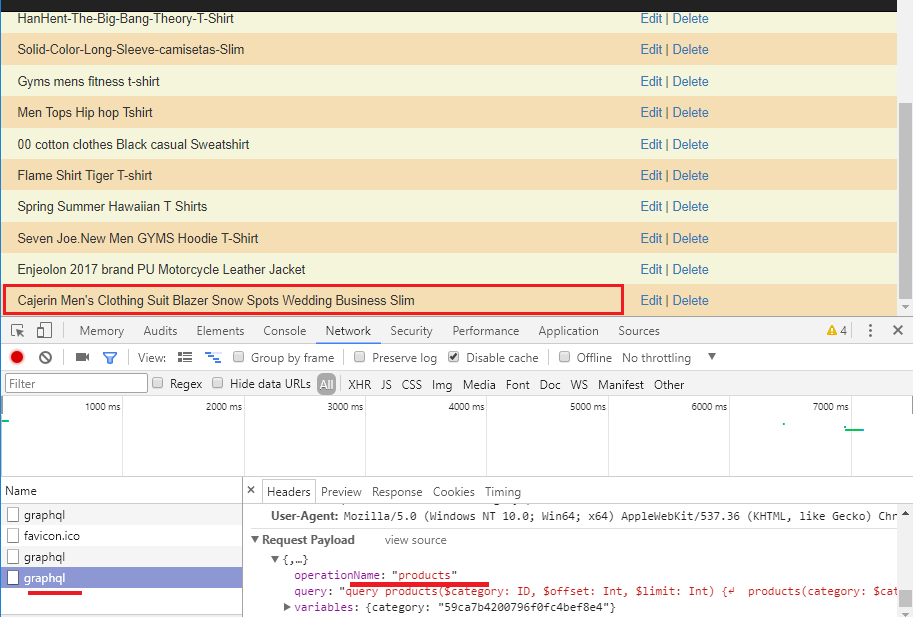 HanHent-The-Big-Bang-Theory-T-Shirt Edit | Delete
Solid-Color-Long-Sleeve-camisetas-Slim Edit | Delete
Gyms mens fitness t-shirt Edit | Delete
Men Tops Hip hop Tshirt Edit | Delete
00 cotton clothes Black casual Sweatshirt Edit | Delete
Flame Shirt Tiger T-shirt Edit | Delete
Spring Summer Hawaiian T Shirts Edit | Delete
Seven Joe.New Men GYMS Hoodie T-Shirt Edit | Delete
Enjeolon 2017 brand PU Motorcycle Leather Jacket Edit | Delete
Cajerin Men's Clothing Suit Blazer Snow Spots Wedding Business Slim Edit | Delete
Memory Audits Elements Console Network Security Performance Application Sources 4
View: Group by frame Preserve log Disable cache Offline No throttling
Filter Regex Hide data URLs All XHR JS CSS Img Media Font Doc WS Manifest Other
1000 ms 2000 ms 3000 ms 4000 ms 5000 ms 6000 ms 7000 ms
Name
graphql
favicon.ico
graphql
graphql
Headers Preview Response Cookies Timing
User-Agent: Mozilla/5.0 (Windows NT 10.0; Win64; x64) AppleWebKit/537.36 (KHTML, like Gecko) Chr
Request Payload view source
{,…}
operationName: "products"
query: "query products($category: ID, $offset: Int, $limit: Int) {↵ products(category: $cat
variables: {category: "59ca7b4200796f0fc4bef8e4"}